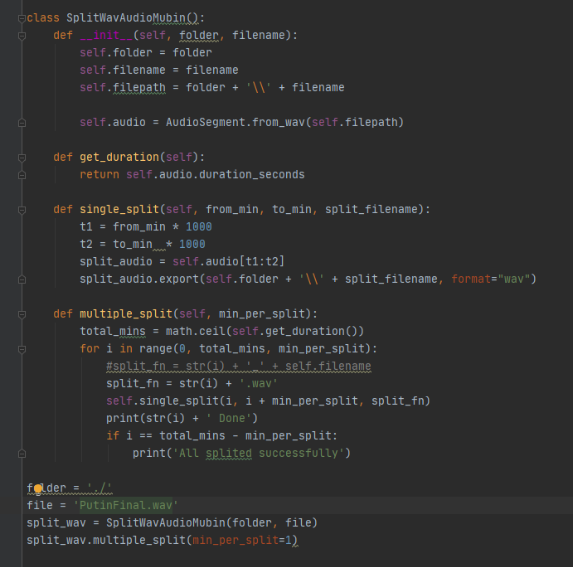 class SplitWavAudioMubin():
    def __init__(self, folder, filename):
        self.folder = folder
        self.filename = filename
        self.filepath = folder + '\\' + filename

        self.audio = AudioSegment.from_wav(self.filepath)

    def get_duration(self):
        return self.audio.duration_seconds

    def single_split(self, from_min, to_min, split_filename):
        t1 = from_min * 1000
        t2 = to_min  * 1000
        split_audio = self.audio[t1:t2]
        split_audio.export(self.folder + '\\' + split_filename, format="wav")

    def multiple_split(self, min_per_split):
        total_mins = math.ceil(self.get_duration())
        for i in range(0, total_mins, min_per_split):
            #split_fn = str(i) + '_' + self.filename
            split_fn = str(i) + '.wav'
            self.single_split(i, i + min_per_split, split_fn)
            print(str(i) + ' Done')
            if i == total_mins - min_per_split:
                print('All splited successfully')

folder = './'
file = 'PutinFinal.wav'
split_wav = SplitWavAudioMubin(folder, file)
split_wav.multiple_split(min_per_split=1)